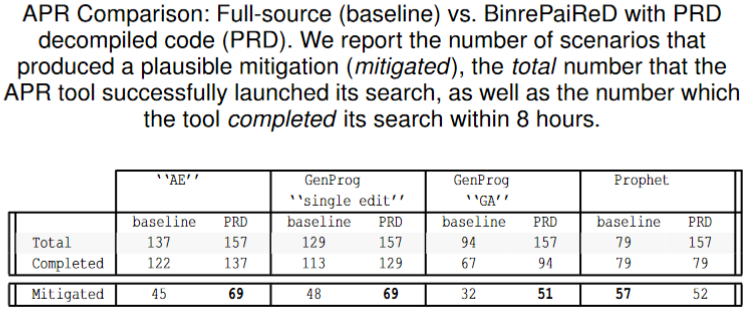 APR Comparison: Full-source (baseline) vs. BinrePaiReD with PRD
decompiled code (PRD). We report the number of scenarios that
produced a plausible mitigation (mitigated), the total number that the
APR tool successfully launched its search, as well as the number which
the tool completed its search within 8 hours.
‘‘AE’’ GenProg GenProg Prophet
‘‘single edit’’ ‘‘GA’’
baseline PRD baseline PRD baseline PRD baseline PRD
Total 137 157 129 157 94 157 79 157
Completed 122 137 113 129 67 94 79 79
Mitigated 45 69 48 69 32 51 57 52